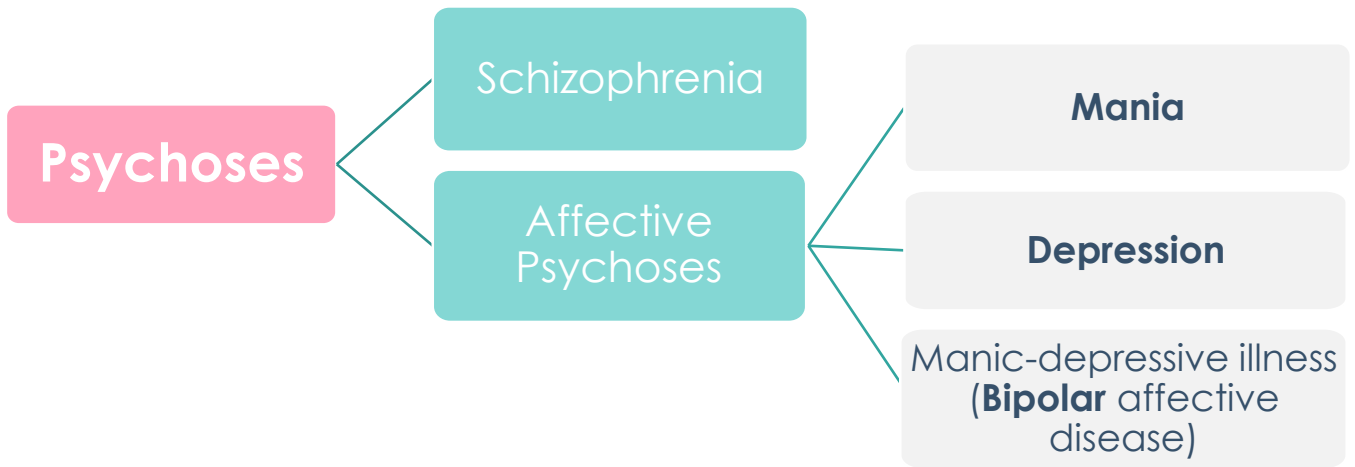 Psychoses
Schizophrenia
Affective
Psychoses
Mania
Depression
Manic-depressive illness
(Bipolar affective
disease)